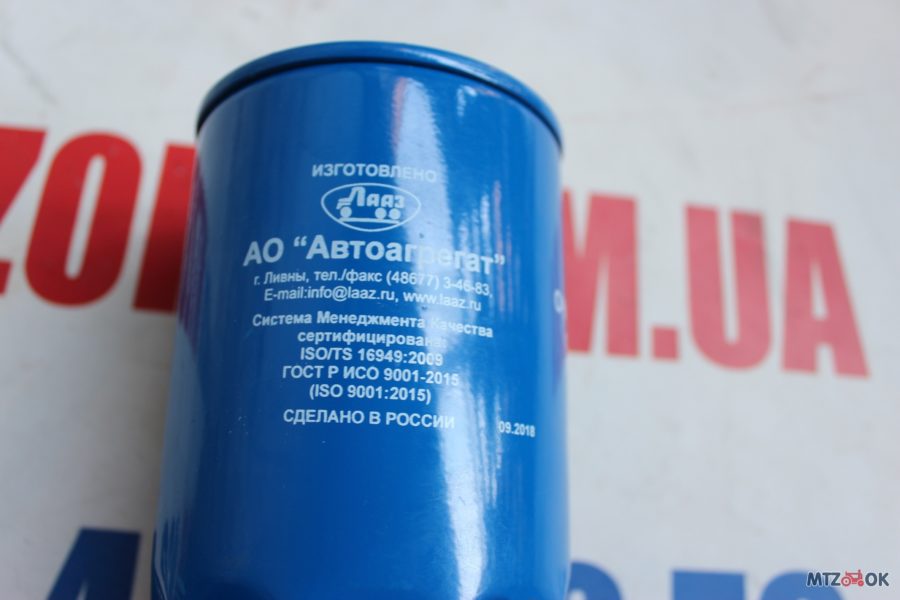 ИЗГОТОВЛЕНО
ЛААЗ
АО "Автоагрегат"
г. Ливны, тел./факс (48677) 3-46-83,
E-mail:info@laaz.ru, www.laaz.ru
Система Менеджмента Качества
сертифицирована:
ISO/TS 16949:2009
ГОСТ Р ИСО 9001-2015
(ISO 9001:2015)
СДЕЛАНО В РОССИИ 09.2018
ZOK M.UA
MTZ OK